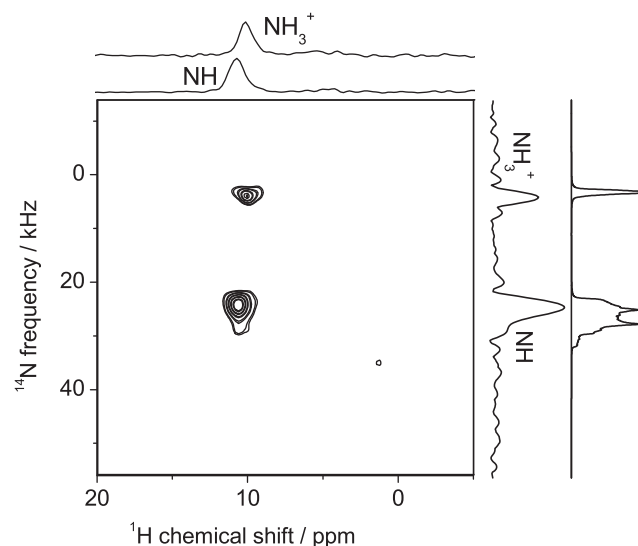 NH₃⁺
NH
NH₃⁺
NH
0
20
40
¹⁴N frequency / kHz
20
10
0
¹H chemical shift / ppm